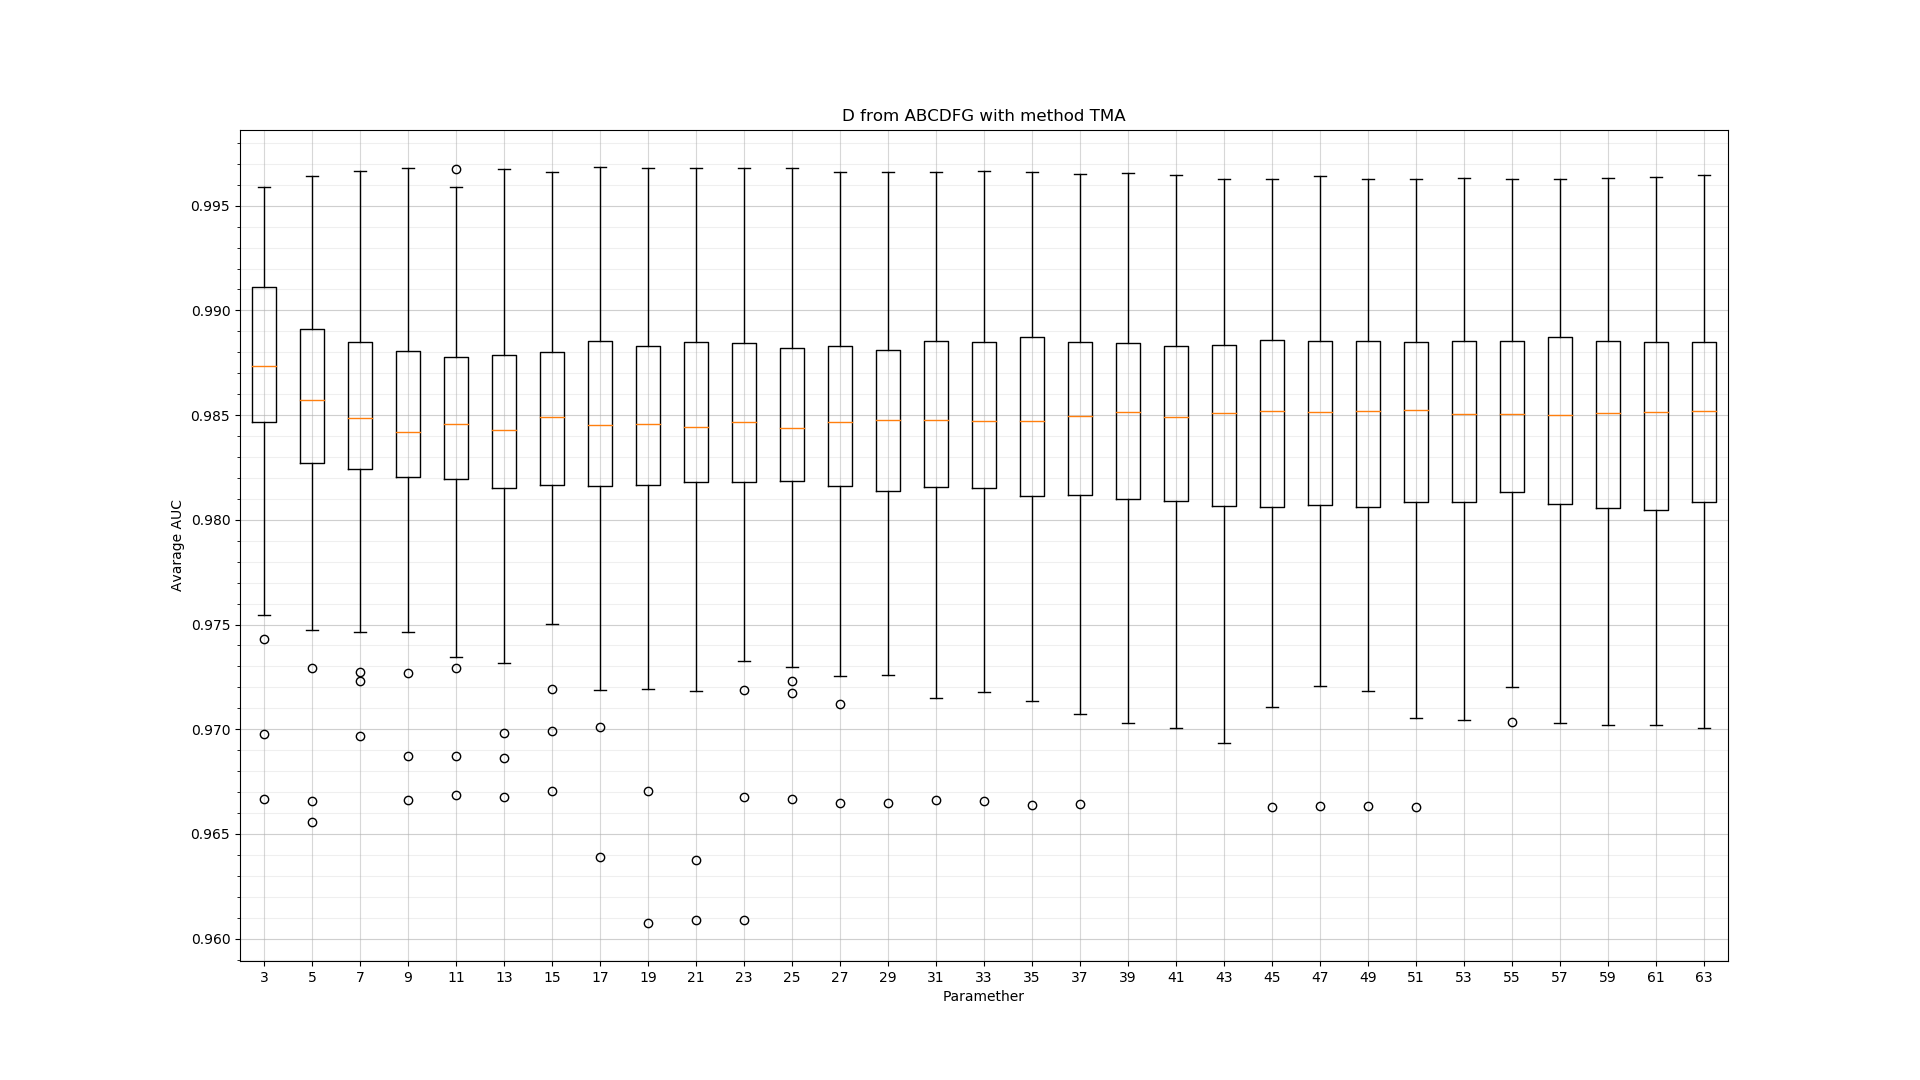 D from ABCDFG with method TMA
Avarage AUC
0.995
0.990
0.985
0.980
0.975
0.970
0.965
0.960
3 5 7 9 11 13 15 17 19 21 23 25 27 29 31 33 35 37 39 41 43 45 47 49 51 53 55 57 59 61 63
Paramether